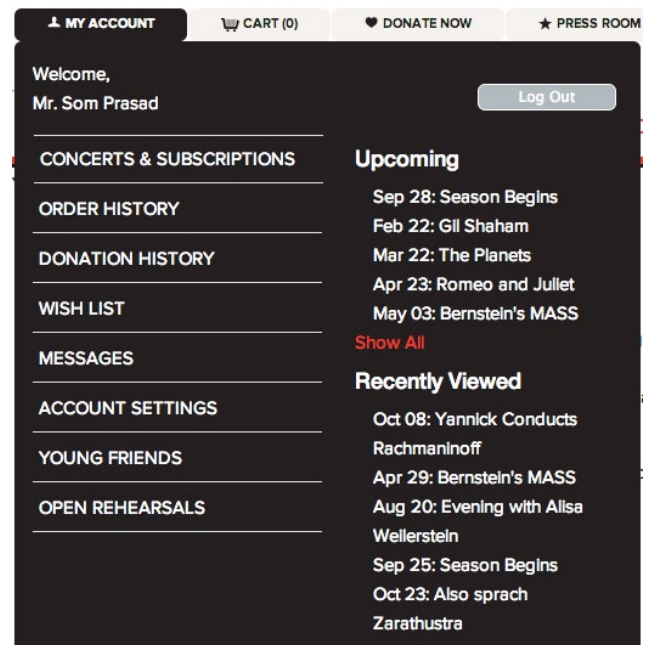 MY ACCOUNT
CART (0)
DONATE NOW
PRESS ROOM
Welcome,
Mr. Som Prasad
Log Out
CONCERTS & SUBSCRIPTIONS
ORDER HISTORY
DONATION HISTORY
WISH LIST
MESSAGES
ACCOUNT SETTINGS
YOUNG FRIENDS
OPEN REHEARSALS
Upcoming
Sep 28: Season Begins
Feb 22: Gil Shaham
Mar 22: The Planets
Apr 23: Romeo and Juliet
May 03: Bernstein's MASS
Show All
Recently Viewed
Oct 08: Yannick Conducts
Rachmaninoff
Apr 29: Bernstein's MASS
Aug 20: Evening with Alisa
Weilerstein
Sep 25: Season Begins
Oct 23: Also sprach
Zarathustra